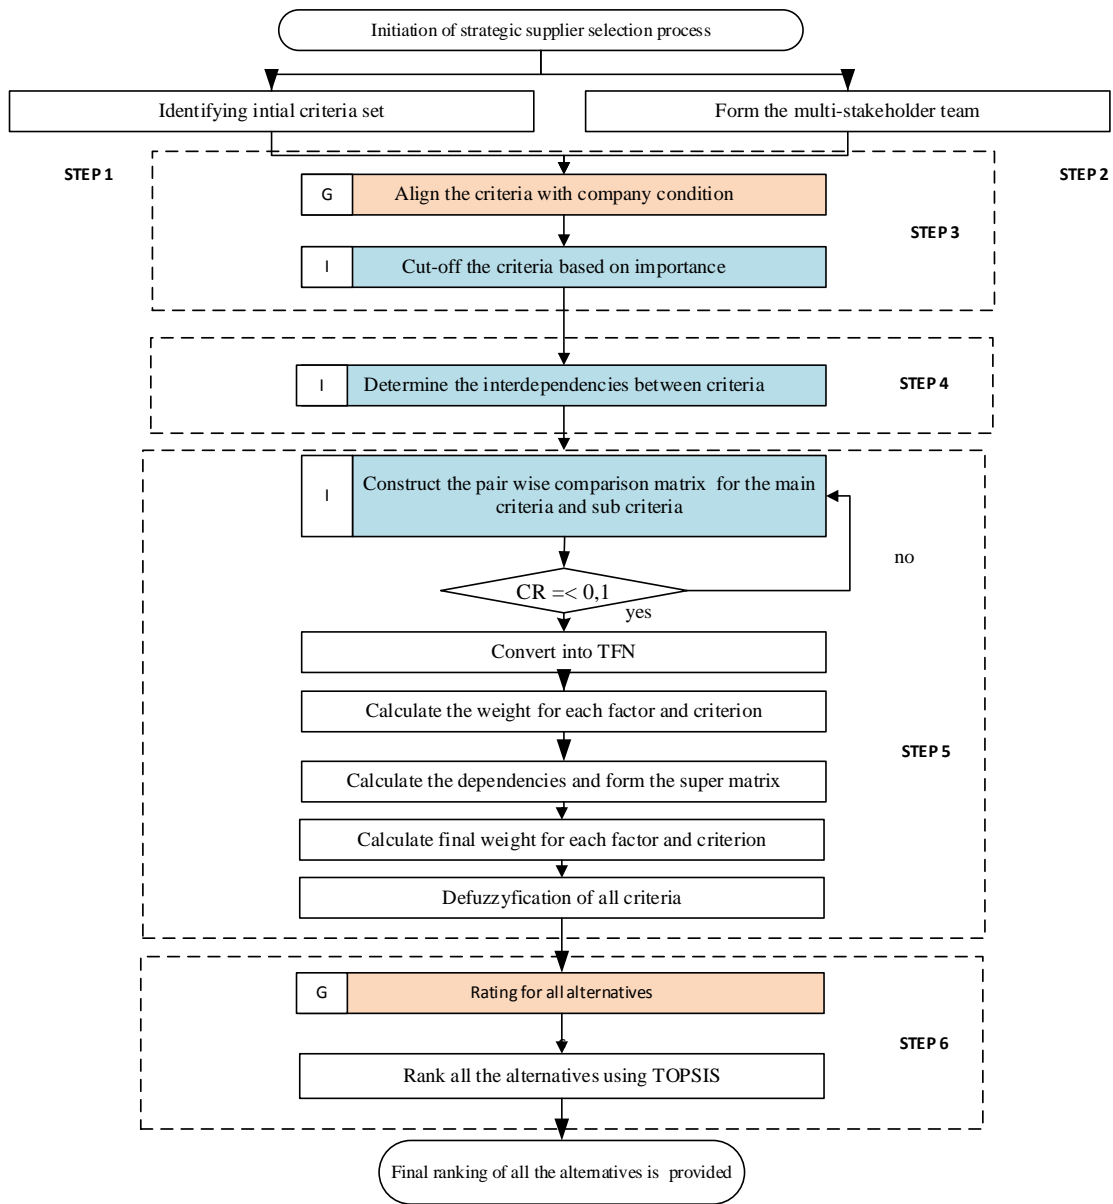 Initiation of strategic supplier selection process
Identifying intial criteria set
Form the multi-stakeholder team
STEP 1
STEP 2
G
Align the criteria with company condition
STEP 3
I
Cut-off the criteria based on importance
I
Determine the interdependencies between criteria
STEP 4
I
Construct the pair wise comparison matrix for the main
criteria and sub criteria
no
CR =< 0,1
yes
Convert into TFN
Calculate the weight for each factor and criterion
STEP 5
Calculate the dependencies and form the super matrix
Calculate final weight for each factor and criterion
Defuzzyfication of all criteria
G
Rating for all alternatives
STEP 6
Rank all the alternatives using TOPSIS
Final ranking of all the alternatives is provided